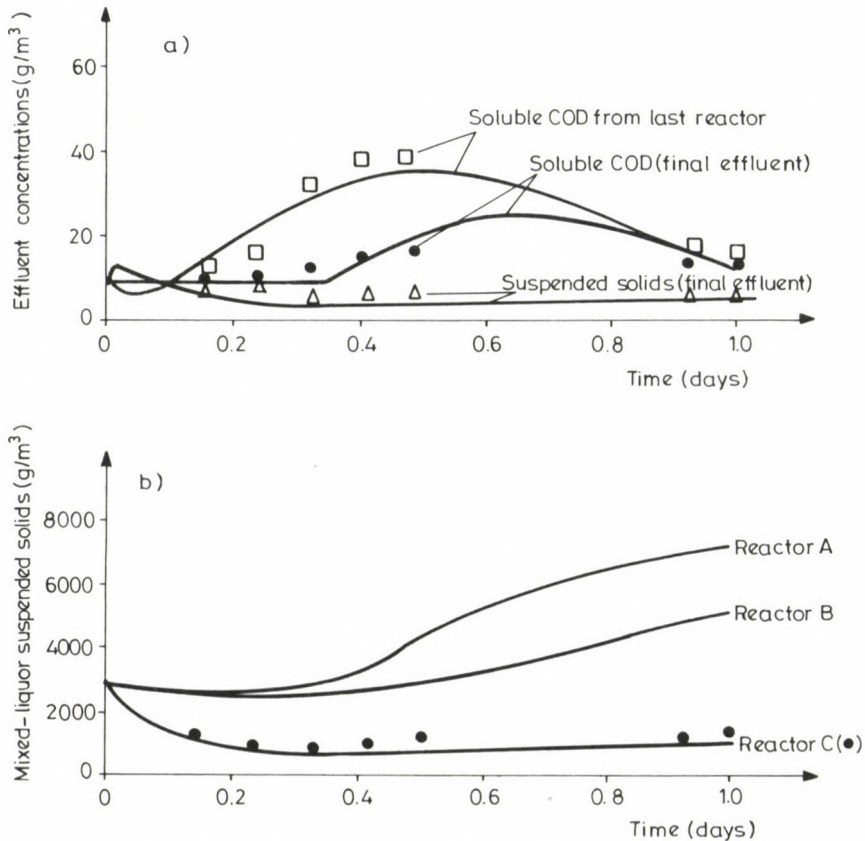 Effluent concentrations (g/m³)
a)
60
40
20
0
Soluble COD from last reactor
Soluble COD (final effluent)
Suspended solids (final effluent)
0 0.2 0.4 0.6 0.8 1.0
Time (days)
Mixed-liquor suspended solids (g/m³)
b)
8000
6000
4000
2000
0
Reactor A
Reactor B
Reactor C(●)
0 0.2 0.4 0.6 0.8 1.0
Time (days)